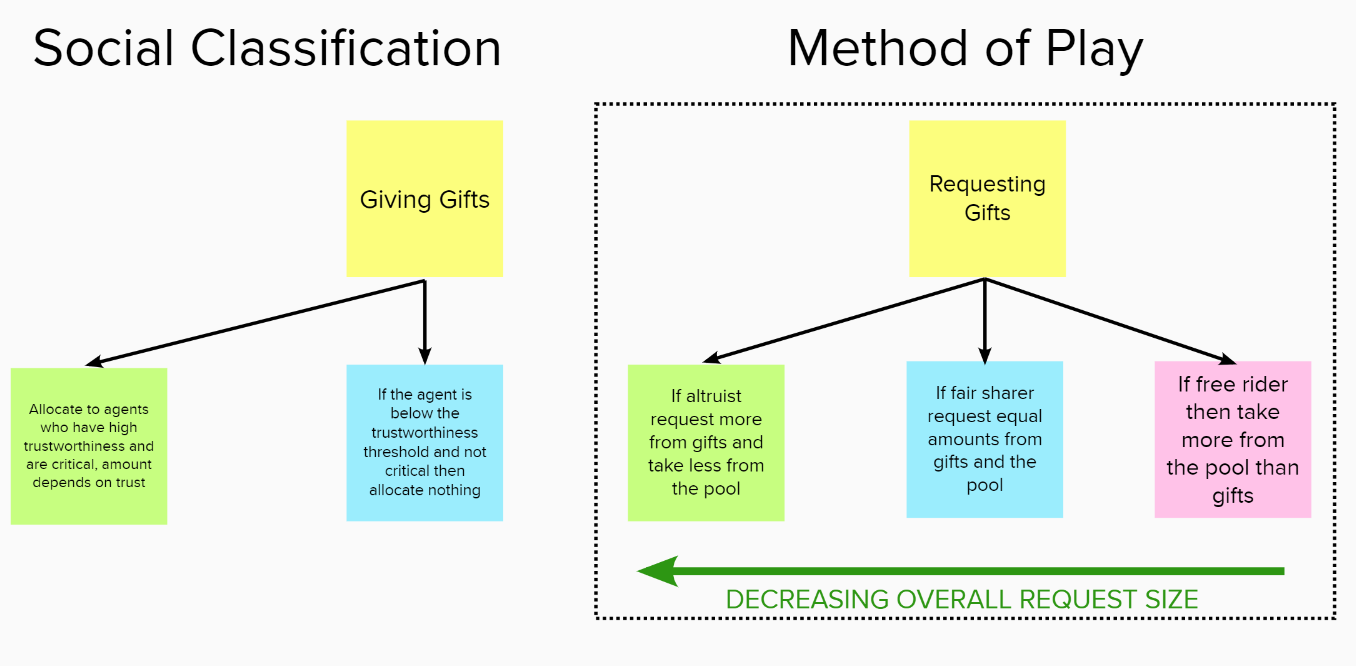 Social Classification
Method of Play
Giving Gifts
Requesting
Gifts
Allocate to agents
who have high
trustworthiness and
are critical, amount
depends on trust
If the agent is
below the
trustworthiness
threshold and not
critical then
allocate nothing
If altruist
request more
from gifts and
take less from
the pool
If fair sharer
request equal
amounts from
gifts and the
pool
If free rider
then take
more from
the pool than
gifts
DECREASING OVERALL REQUEST SIZE